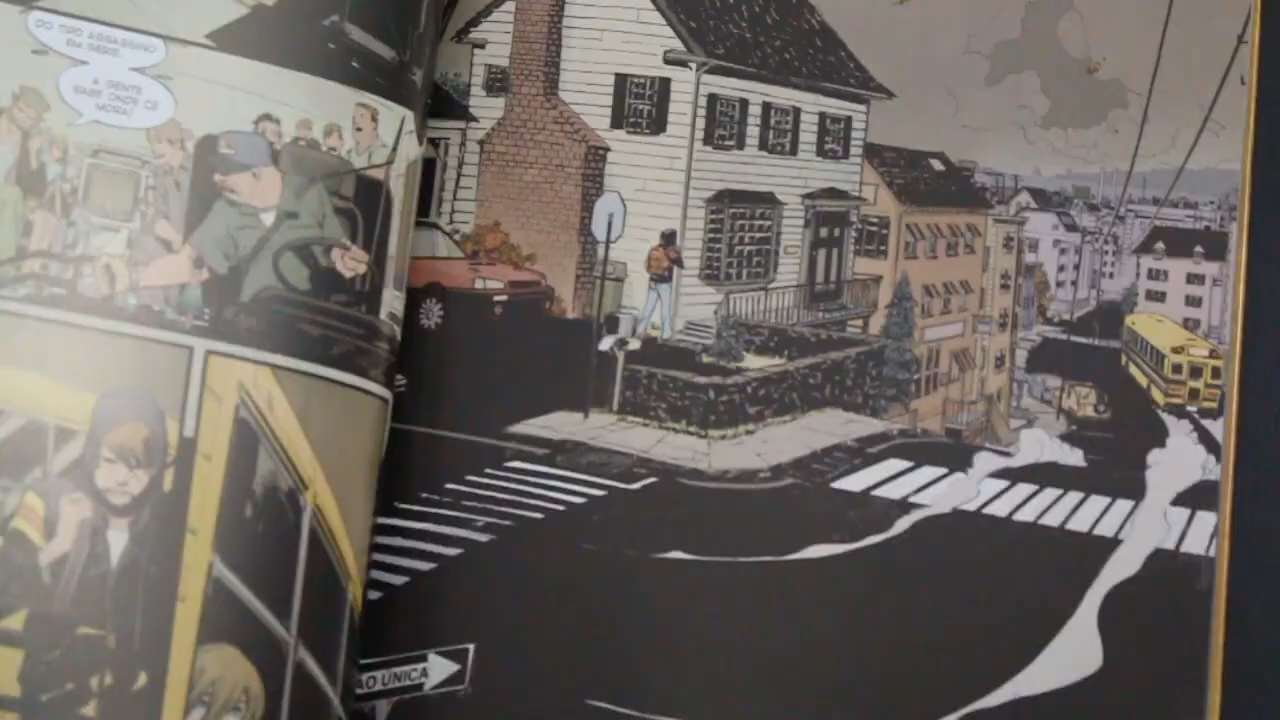 DO TIPO ASSASSINO
EM SÉRIE.
A GENTE
SABE ONDE CÊ
MORA!
ÃO ÚNICA